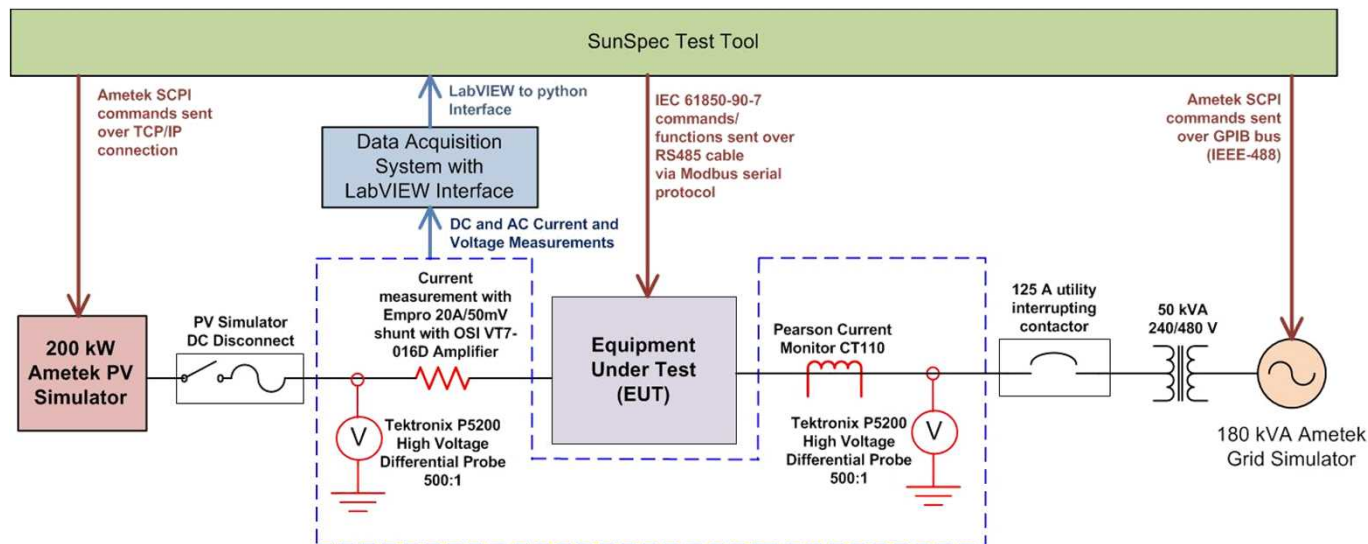 SunSpec Test Tool
Ametek SCPI
commands sent
over TCP/IP
connection
LabVIEW to python
Interface
Data Acquisition
System with
LabVIEW Interface
DC and AC Current and
Voltage Measurements
IEC 61850-90-7
commands/
functions sent over
RS485 cable
via Modbus serial
protocol
Ametek SCPI
commands sent
over GPIB bus
(IEEE-488)
200 kW
Ametek PV
Simulator
PV Simulator
DC Disconnect
Current
measurement with
Empro 20A/50mV
shunt with OSI VT7-
016D Amplifier
V
Tektronix P5200
High Voltage
Differential Probe
500:1
Equipment
Under Test
(EUT)
Pearson Current
Monitor CT110
Tektronix P5200
High Voltage
Differential Probe
500:1
V
125 A utility
interrupting
contactor
50 kVA
240/480 V
180 kVA Ametek
Grid Simulator